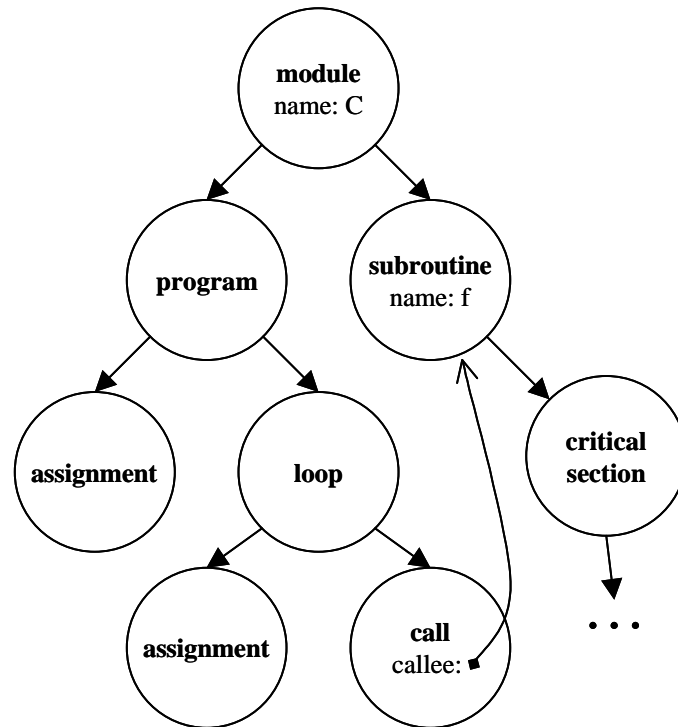 module
name: C
program
subroutine
name: f
assignment
loop
critical
section
assignment
call
callee:
...